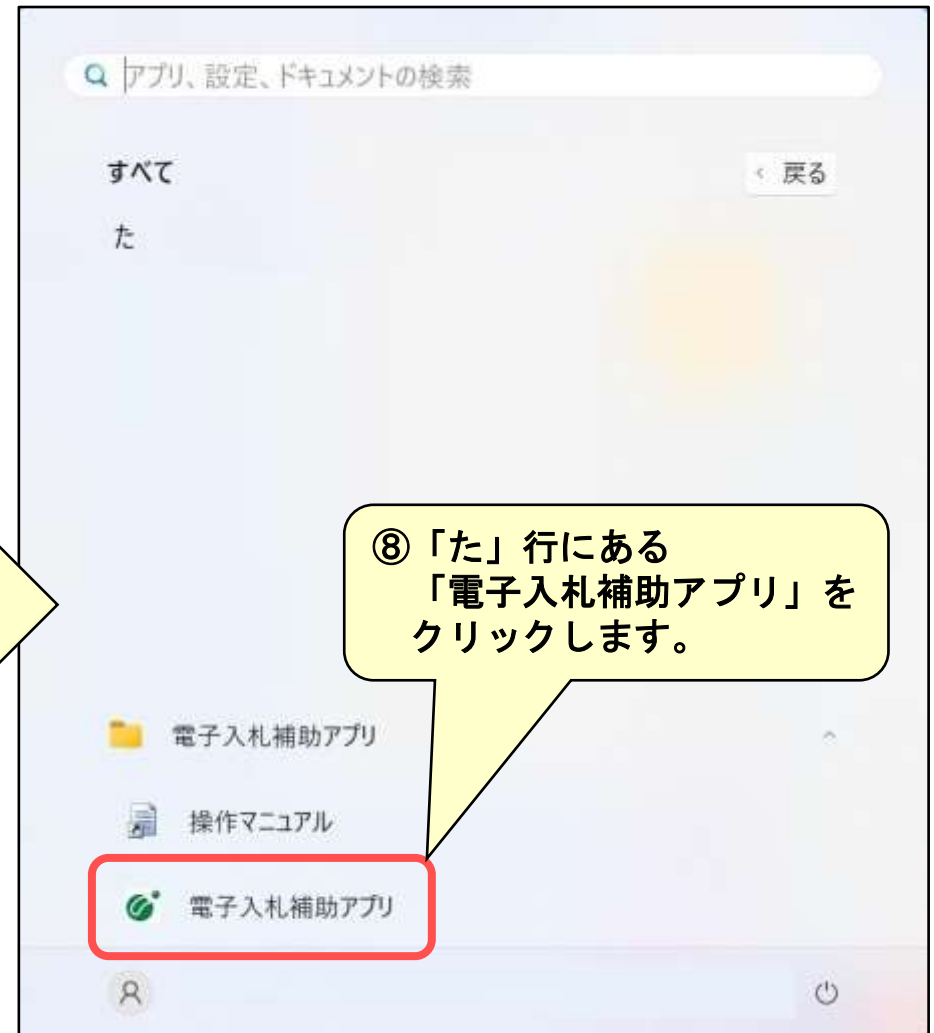 アプリ、設定、ドキュメントの検索
すべて
戻る
た
⑧「た」行にある
「電子入札補助アプリ」を
クリックします。
電子入札補助アプリ
操作マニュアル
電子入札補助アプリ